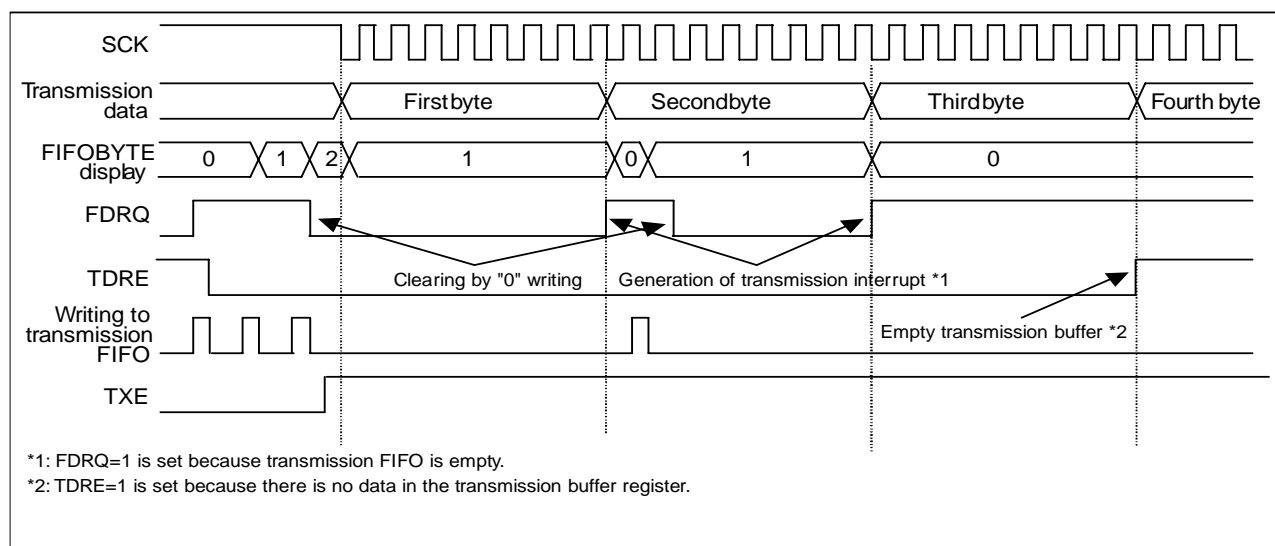 SCK
Transmission
data
Firstbyte Secondbyte Thirdbyte Fourth byte
FIFOBYTE
display
0 1 2 1 0 1 0
FDRQ
Clearing by "0" writing Generation of transmission interrupt *1
TDRE
Writing to
transmission
FIFO
Empty transmission buffer *2
TXE
*1: FDRQ=1 is set because transmission FIFO is empty.
*2: TDRE=1 is set because there is no data in the transmission buffer register.